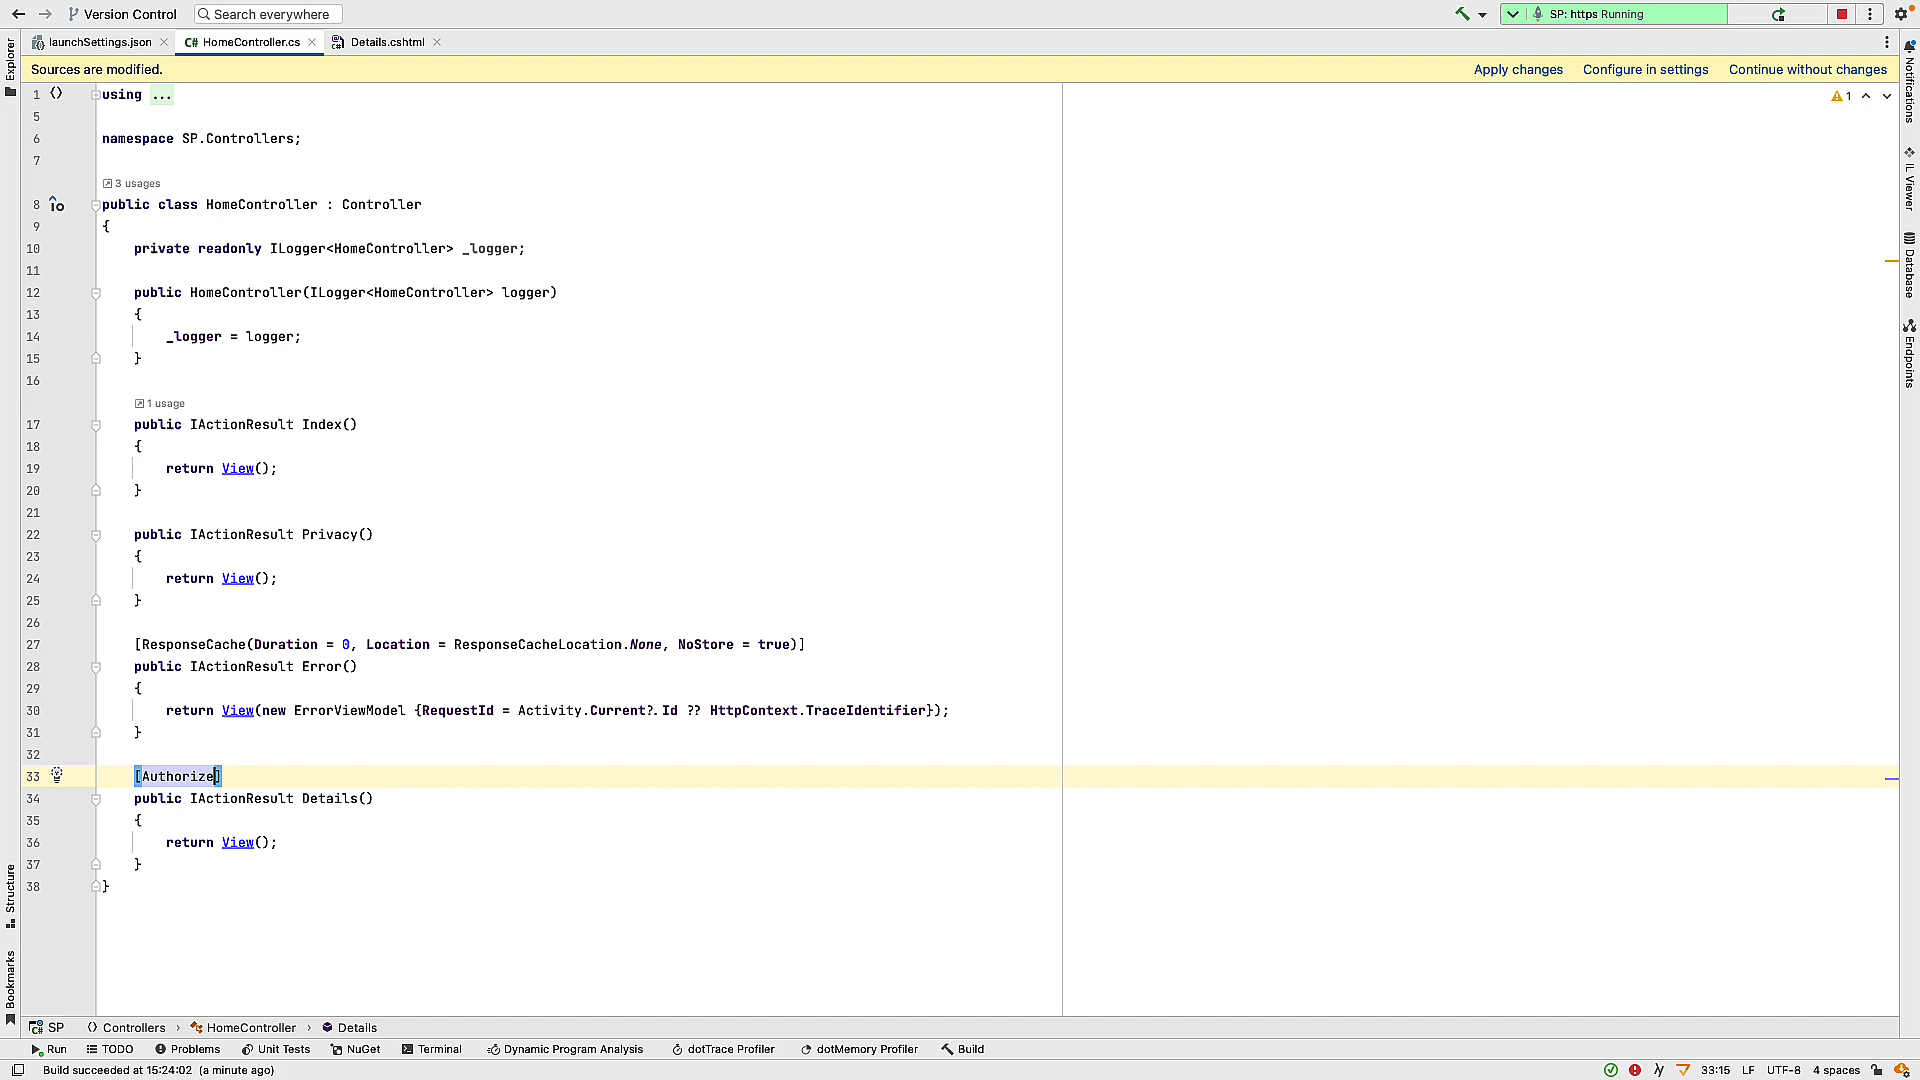 Version Control
Search everywhere
SP: https Running
launchSettings.json
C# HomeController.cs
Details.cshtml
Sources are modified.
Apply changes
Configure in settings
Continue without changes
1 using ...
1
5
6 namespace SP.Controllers;
7
3 usages
8 public class HomeController : Controller
9 {
10 private readonly ILogger<HomeController> _logger;
11
12 public HomeController(ILogger<HomeController> logger)
13 {
14 _logger = logger;
15 }
16
1 usage
17 public IActionResult Index()
18 {
19 return View();
20 }
21
22 public IActionResult Privacy()
23 {
24 return View();
25 }
26
27 [ResponseCache(Duration = 0, Location = ResponseCacheLocation.None, NoStore = true)]
28 public IActionResult Error()
29 {
30 return View(new ErrorViewModel {RequestId = Activity.Current?.Id ?? HttpContext.TraceIdentifier});
31 }
32
33 [Authorize]
34 public IActionResult Details()
35 {
36 return View();
37 }
38 }
Explorer
Structure
Bookmarks
Notifications
IL Viewer
Database
Endpoints
SP
Controllers
HomeController
Details
Run
TODO
Problems
Unit Tests
NuGet
Terminal
Dynamic Program Analysis
dotTrace Profiler
dotMemory Profiler
Build
Build succeeded at 15:24:02 (a minute ago)
33:15
LF
UTF-8
4 spaces